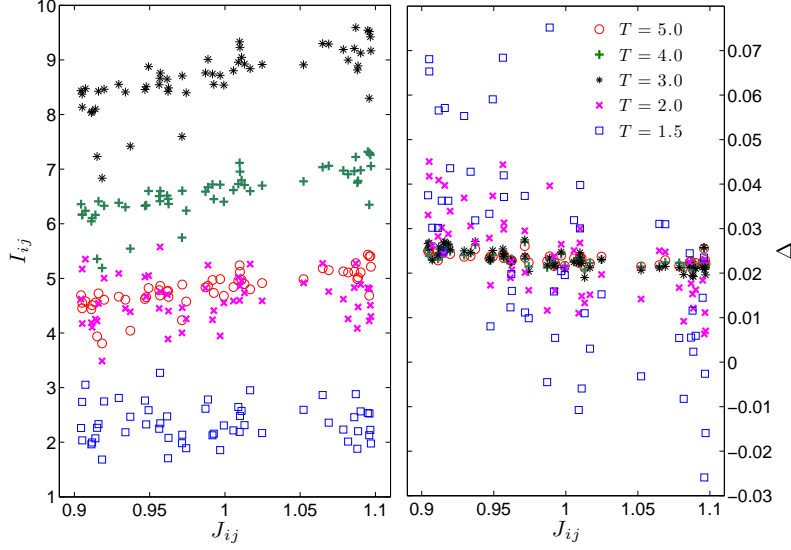 10
9
8
7
6
5
4
3
2
1
I_{ij}
0.9 0.95 1 1.05 1.1
J_{ij}
T = 5.0
T = 4.0
T = 3.0
T = 2.0
T = 1.5
0.07
0.06
0.05
0.04
0.03
0.02
0.01
0
−0.01
−0.02
−0.03
Δ
0.9 0.95 1 1.05 1.1
J_{ij}